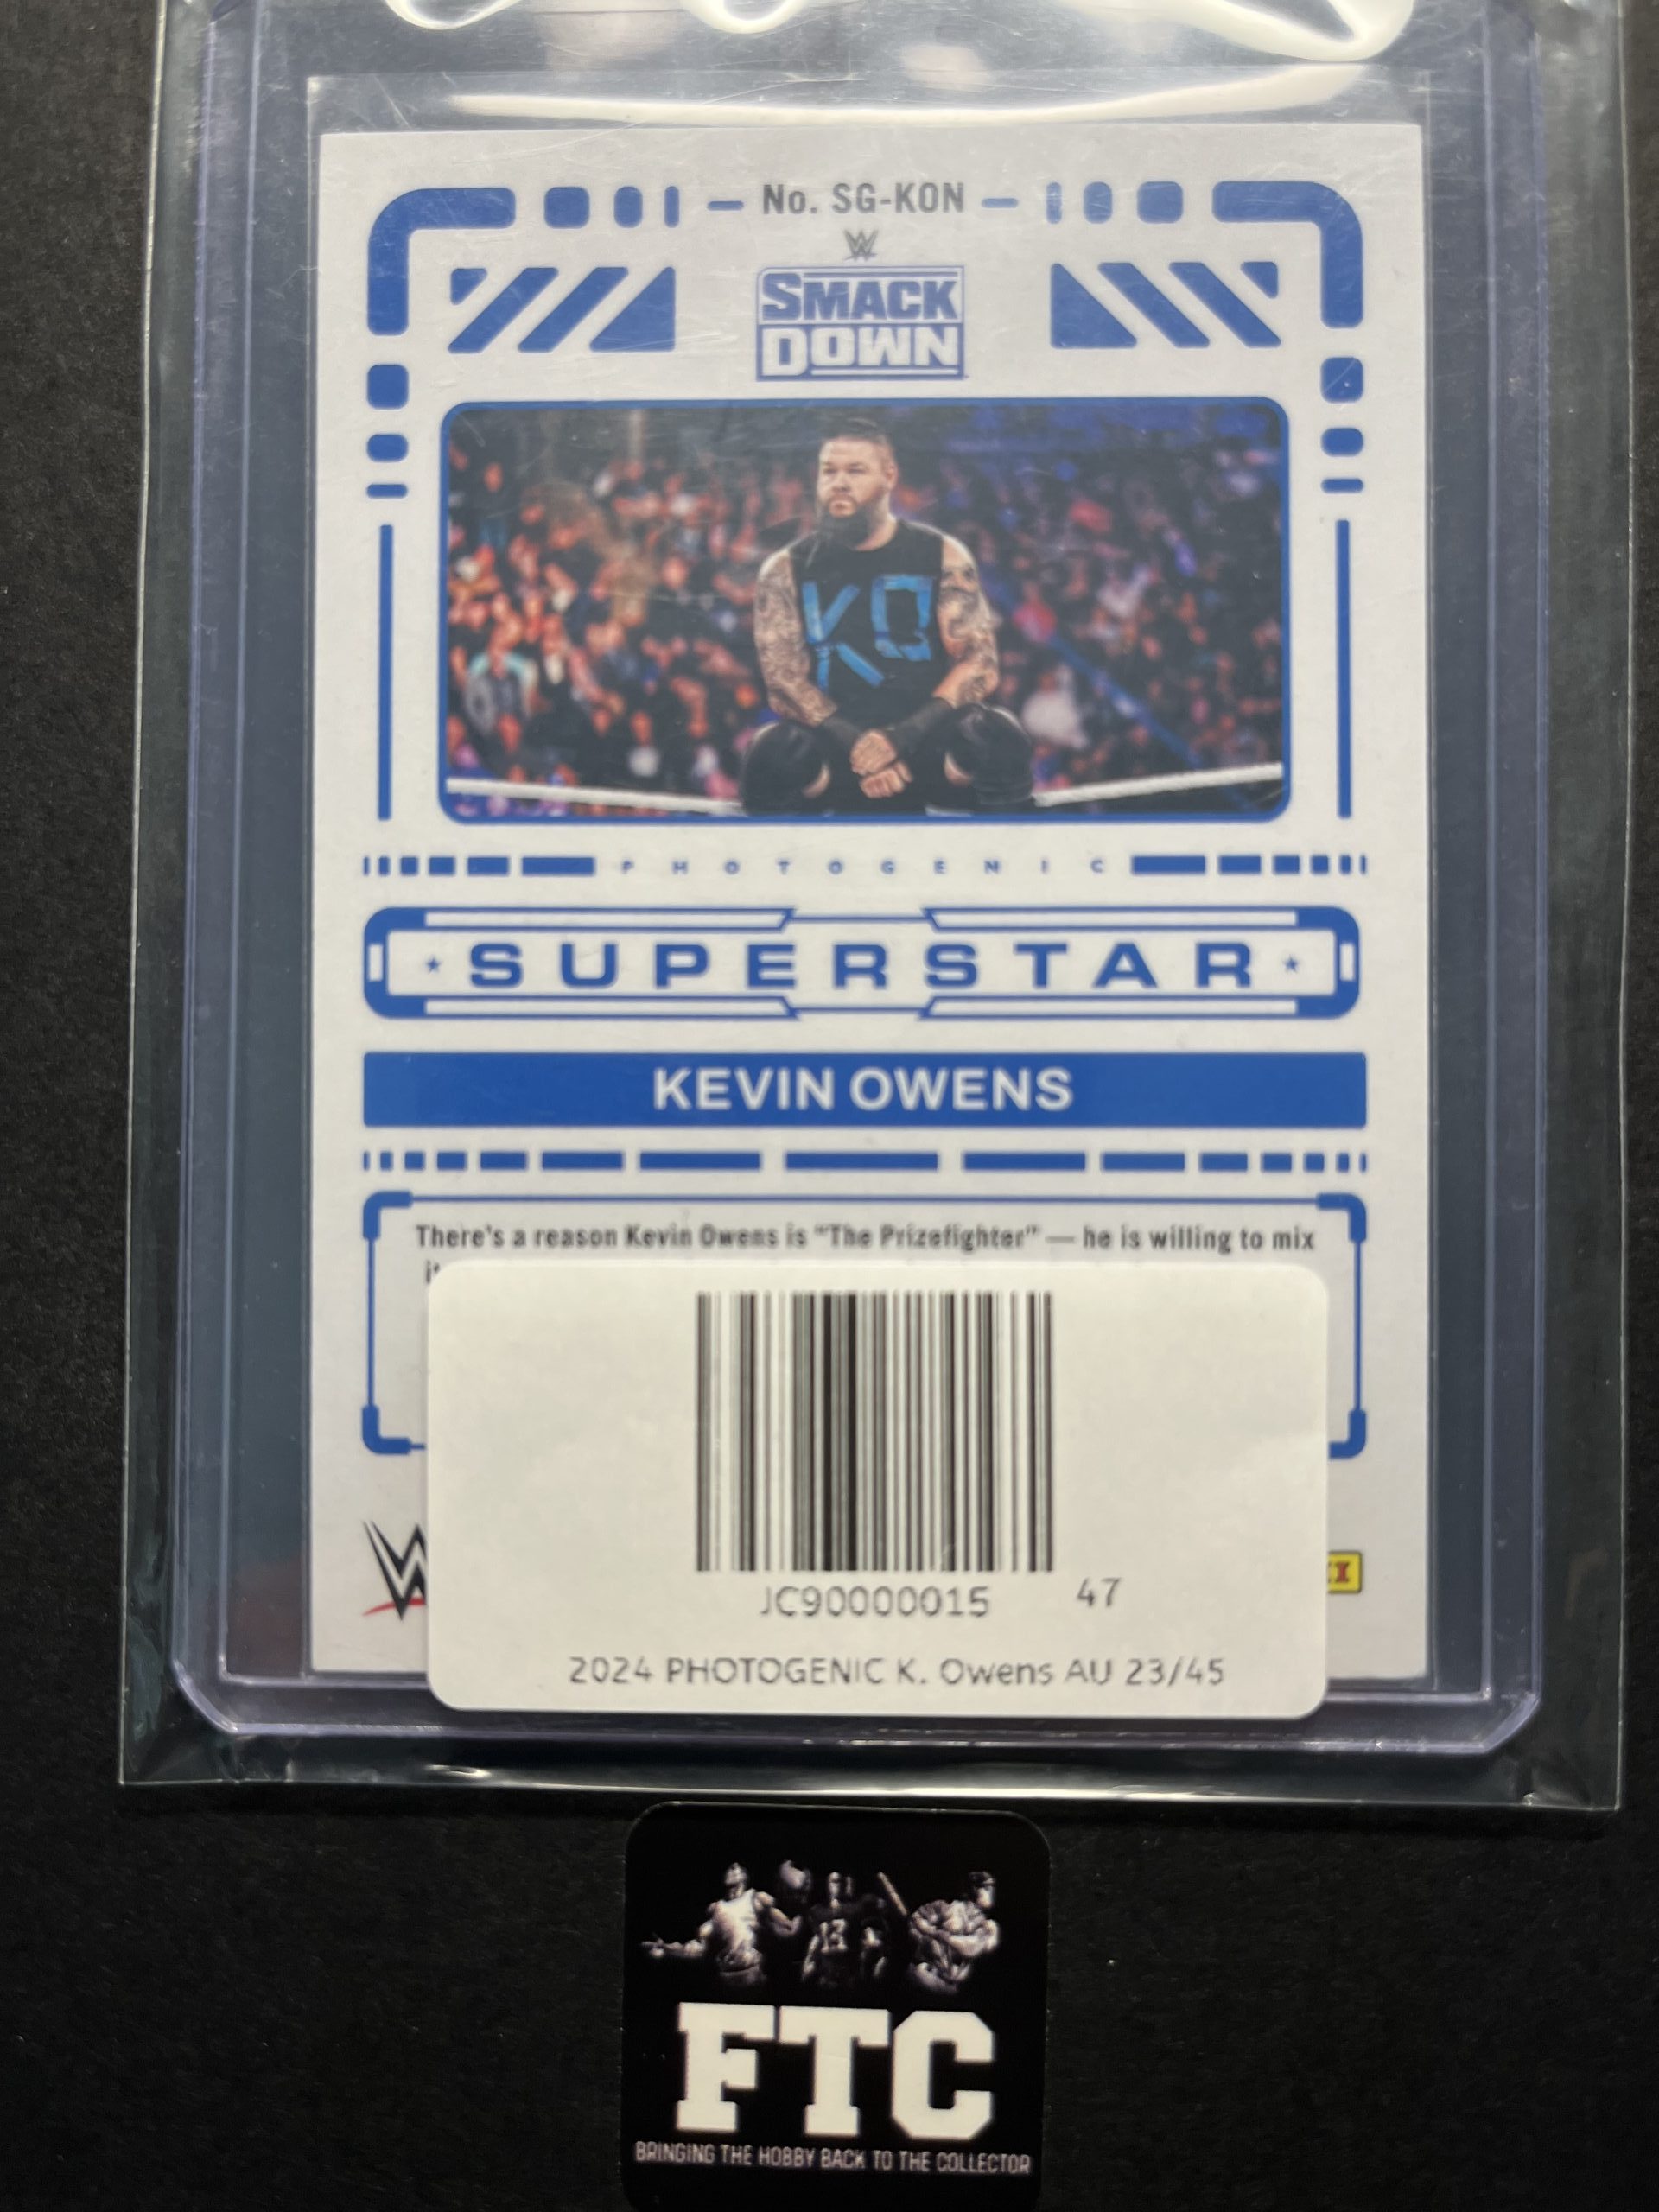 No. SG-KON
W
SMACK
DOWN
KO
PHOTOGENIC
SUPERSTAR
KEVIN OWENS
There's a reason Kevin Owens is "The Prizefighter" — he is willing to mix
JC90000015 47
2024 PHOTOGENIC K. Owens AU 23/45
13
FTC
BRINGING THE HOBBY BACK TO THE COLLECTOR